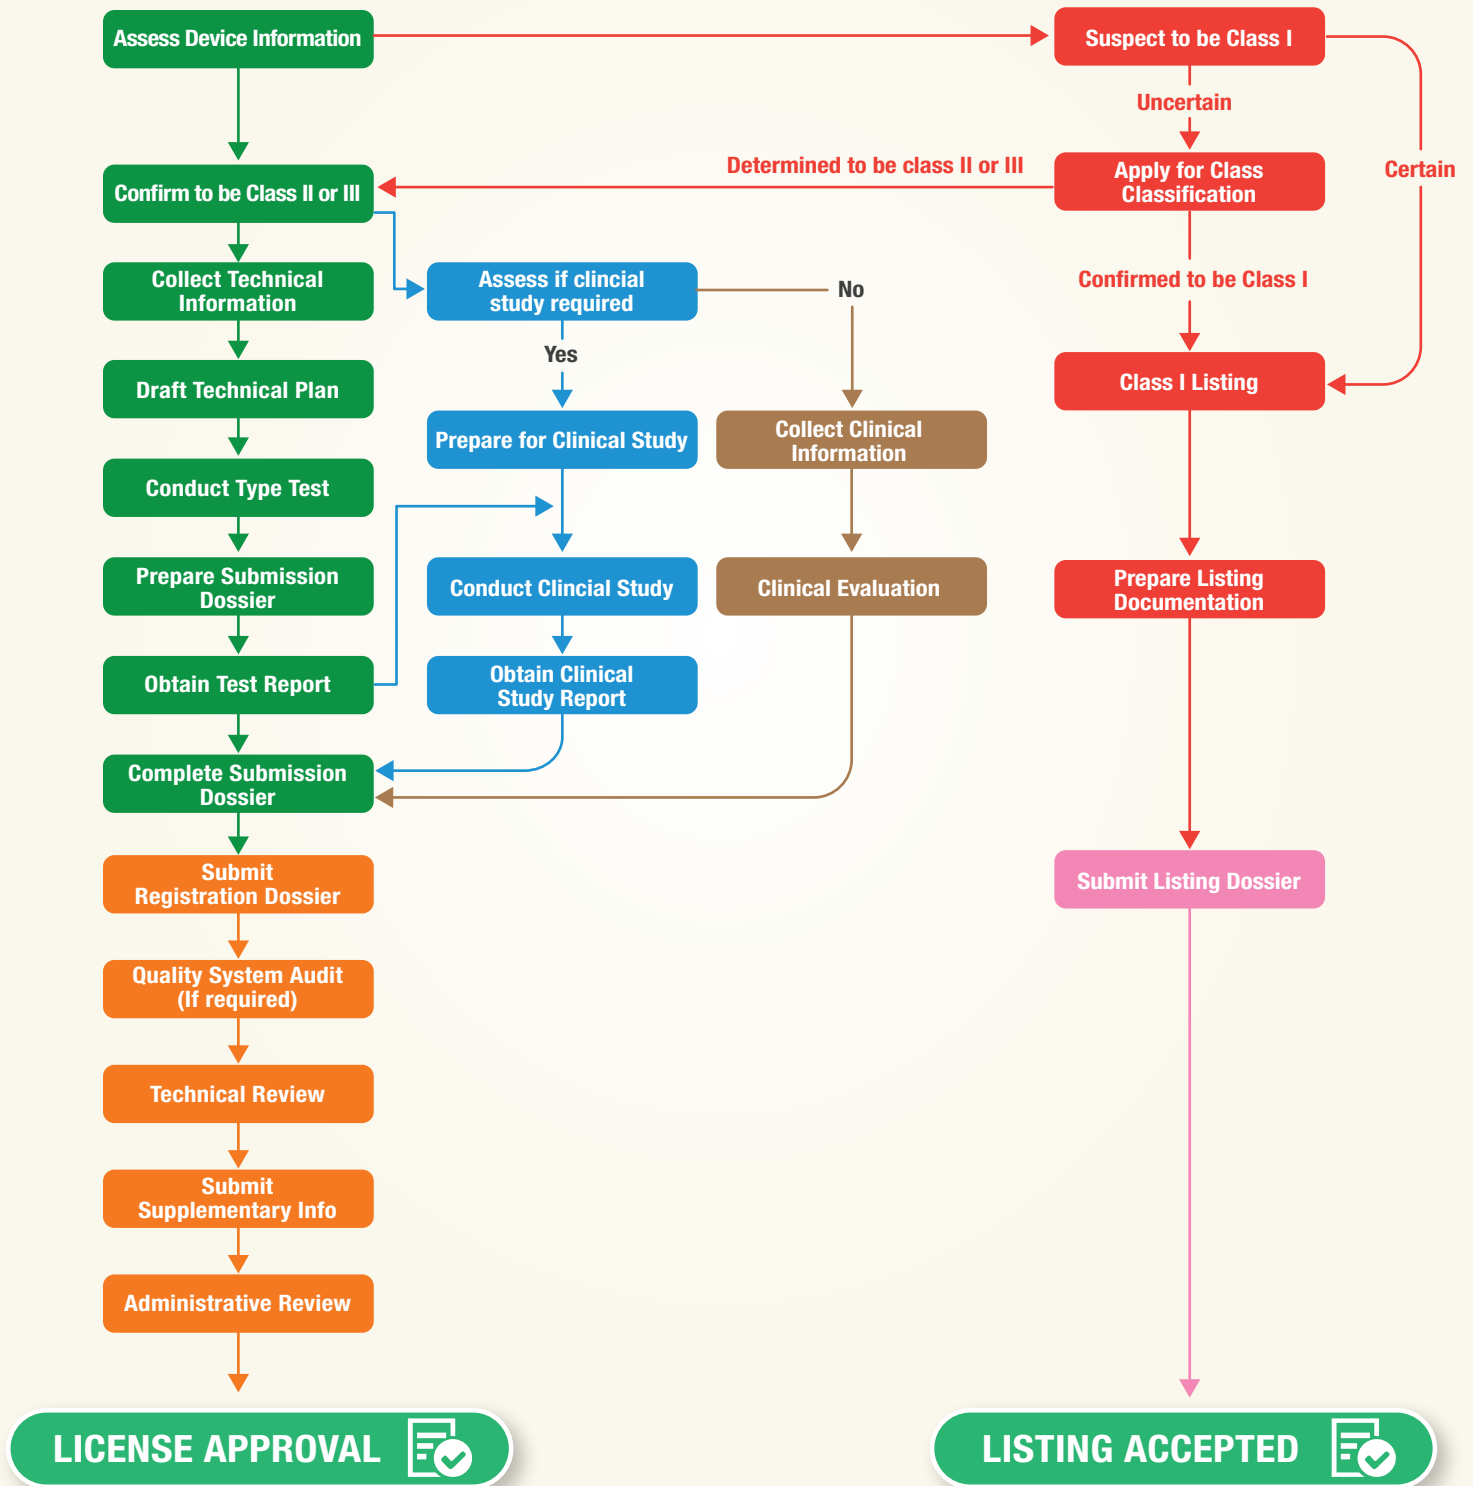 Assess Device Information
Suspect to be Class I
Uncertain
Certain
Determined to be class II or III
Apply for Class
Classification
Confirm to be Class II or III
Collect Technical
Information
Assess if clincial
study required
No
Yes
Confirmed to be Class I
Class I Listing
Draft Technical Plan
Prepare for Clinical Study
Collect Clinical
Information
Conduct Type Test
Prepare Submission
Dossier
Conduct Clincial Study
Clinical Evaluation
Prepare Listing
Documentation
Obtain Test Report
Obtain Clinical
Study Report
Complete Submission
Dossier
Submit
Registration Dossier
Submit Listing Dossier
Quality System Audit
(If required)
Technical Review
Submit
Supplementary Info
Administrative Review
LICENSE APPROVAL
LISTING ACCEPTED